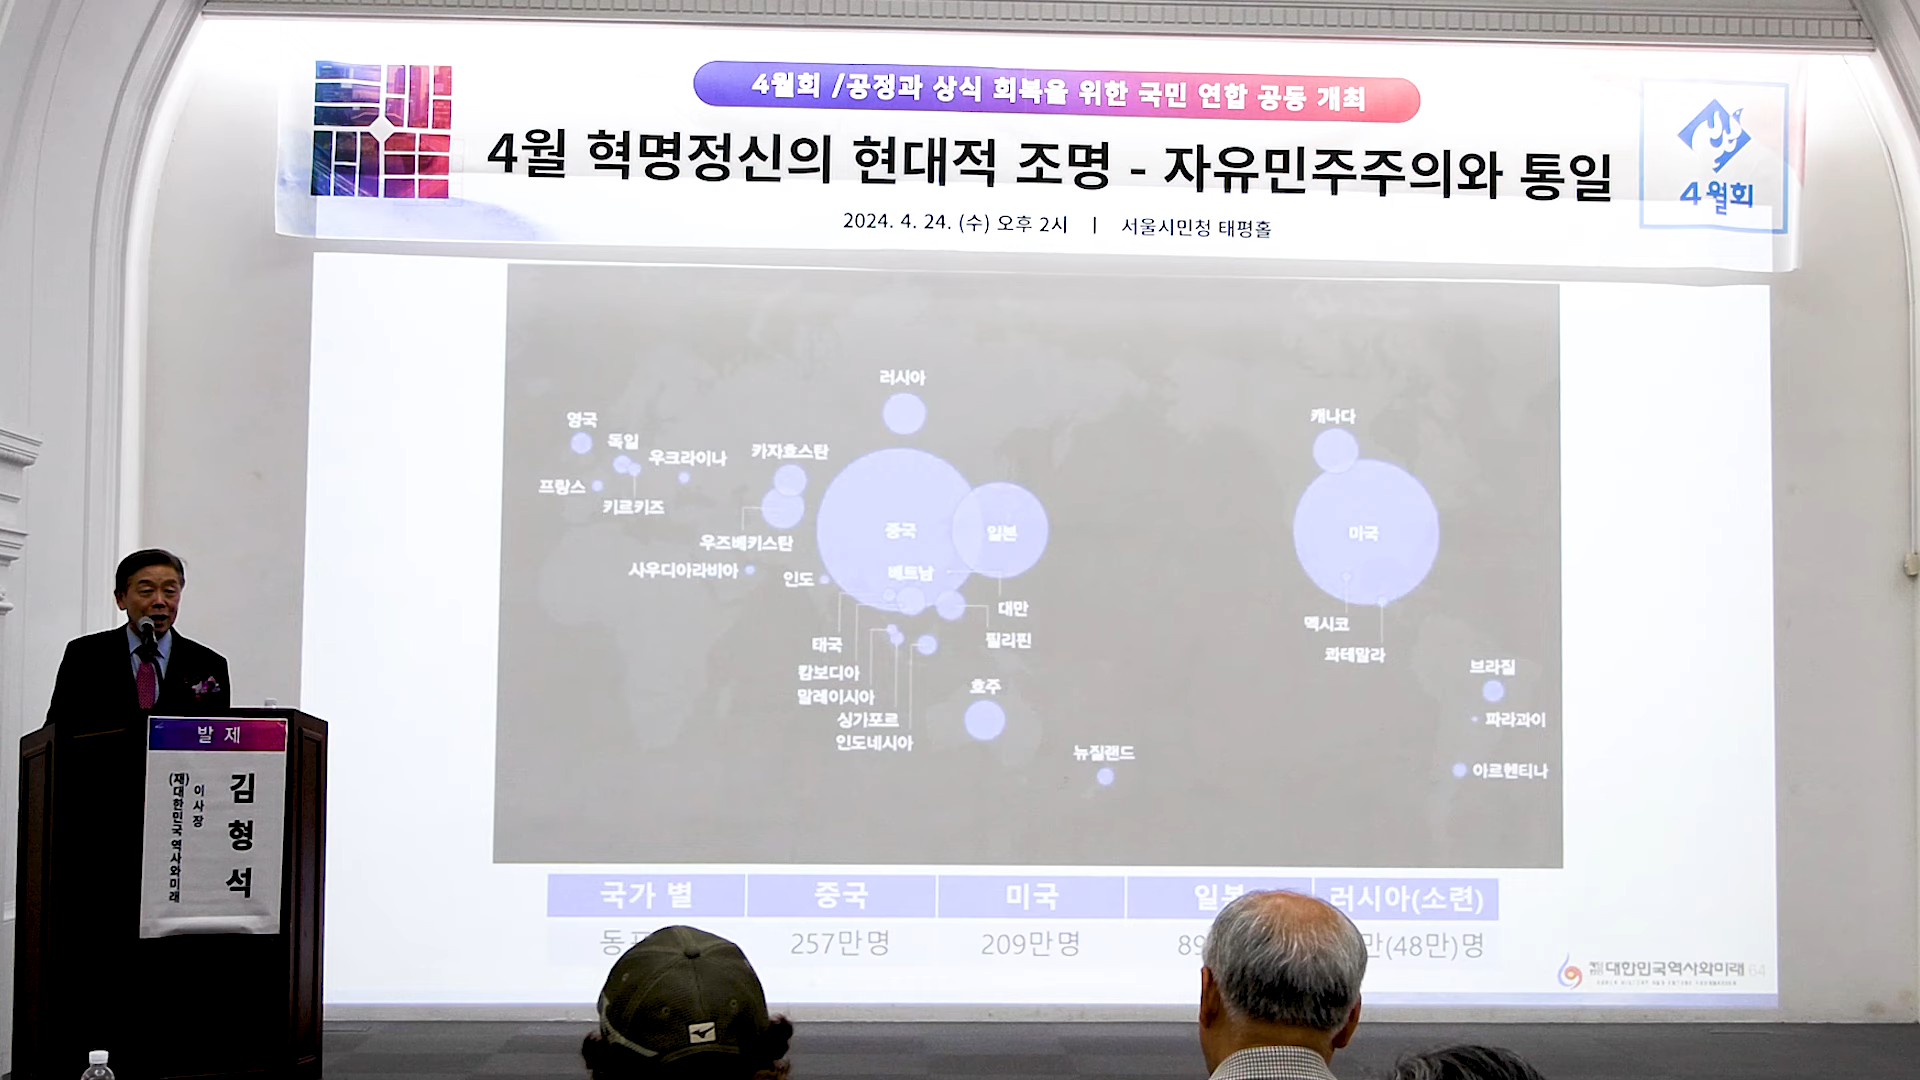 4월회 /공정과 상식 회복을 위한 국민 연합 공동 개최
4월 혁명정신의 현대적 조명 - 자유민주주의와 통일
4월회
2024. 4. 24. (수) 오후 2시 | 서울시민청 태평홀
러시아
영국
독일
우크라이나
카자흐스탄
캐나다
프랑스
키르키즈
중국
일본
미국
우즈베키스탄
사우디아라비아
인도
베트남
대만
멕시코
태국
필리핀
콰테말라
캄보디아
말레이시아
호주
브라질
싱가포르
파라과이
인도네시아
뉴질랜드
아르헨티나
발 제
김형석
이사장
(재)대한민국 역사와미래
국가 별 중국 미국 러시아(소련)
257만명 209만명 만(48만)명
대한민국역사와미래 64